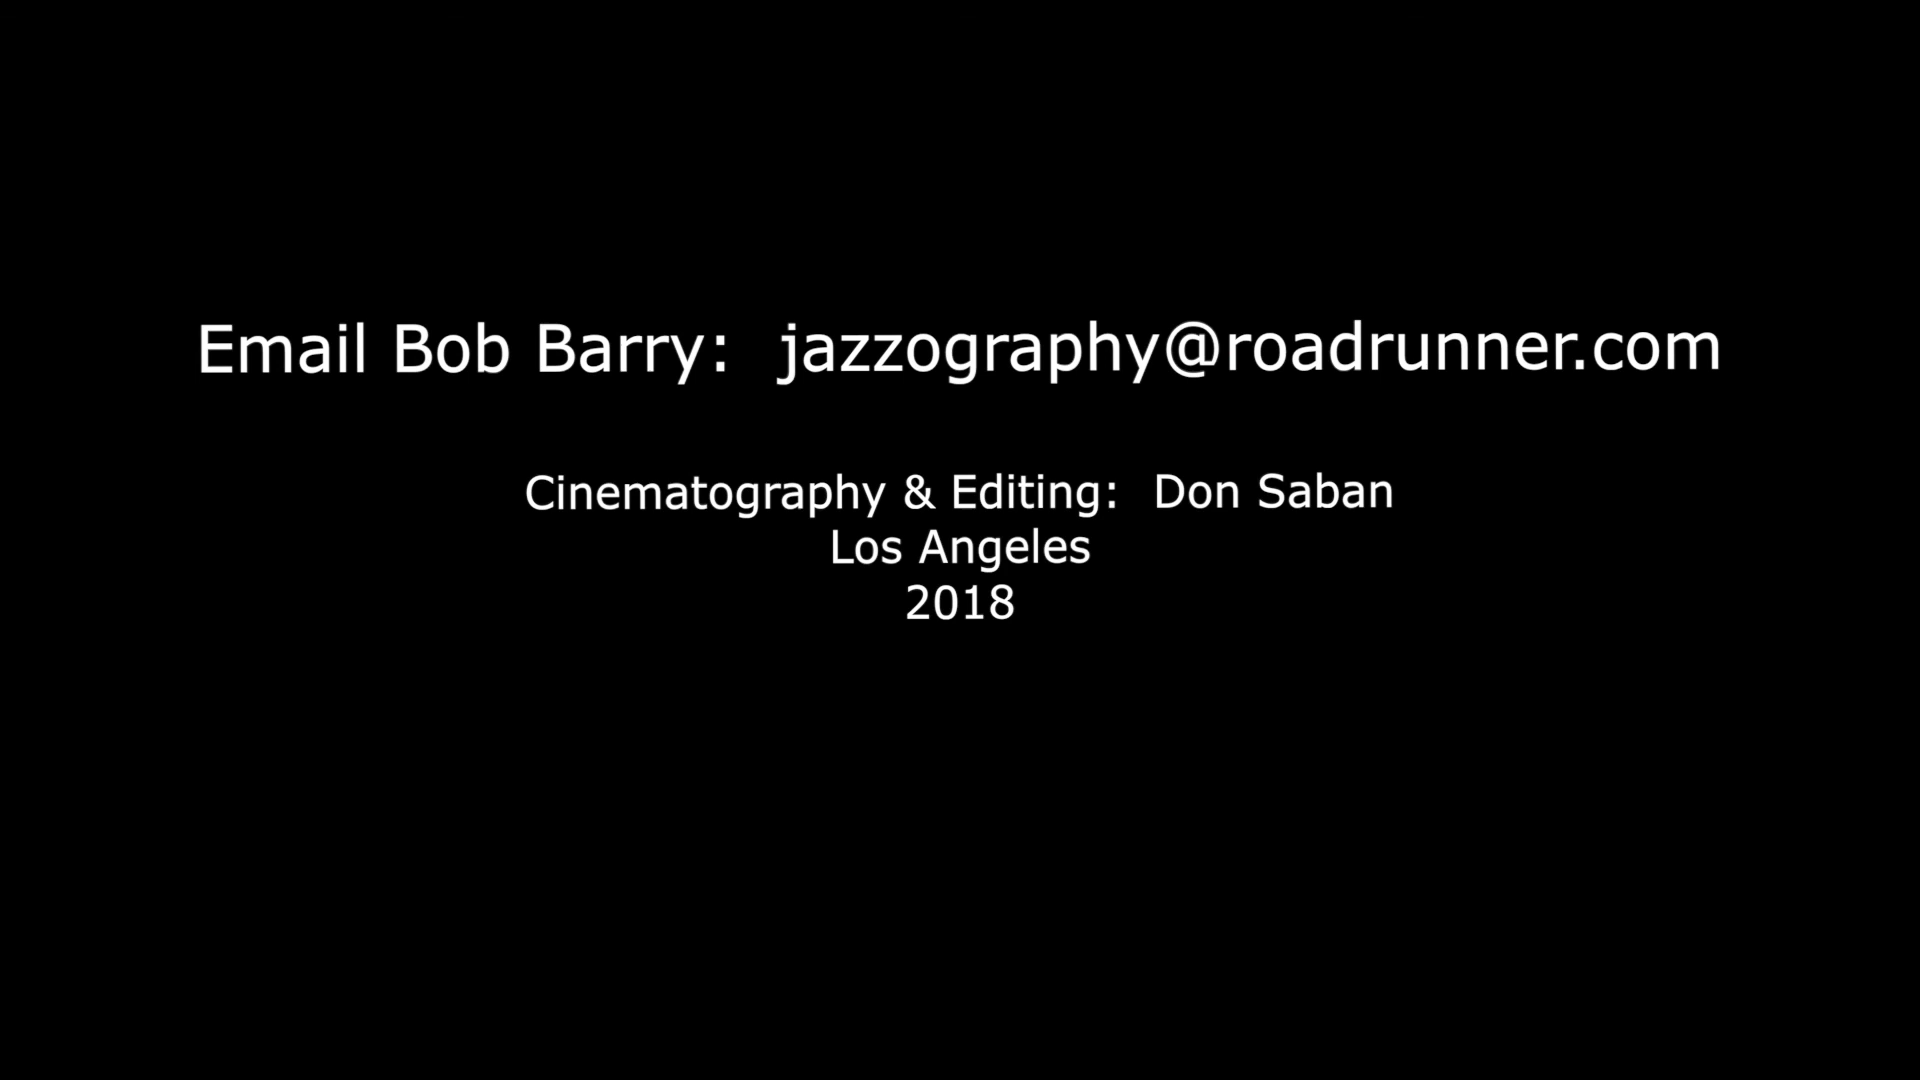 Email Bob Barry:  jazzography@roadrunner.com
Cinematography & Editing:  Don Saban
Los Angeles
2018